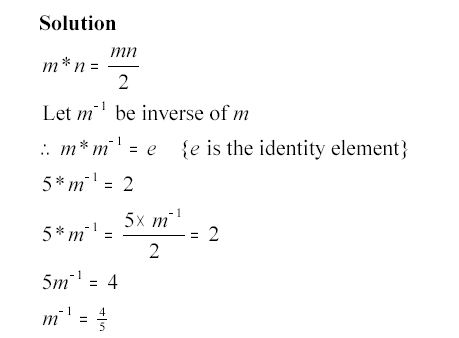 Solution
m * n = mn/2
Let m⁻¹ be inverse of m
∴ m * m⁻¹ = e {e is the identity element}
5 * m⁻¹ = 2
5 * m⁻¹ = 5× m⁻¹/2 = 2
5m⁻¹ = 4
m⁻¹ = 4/5